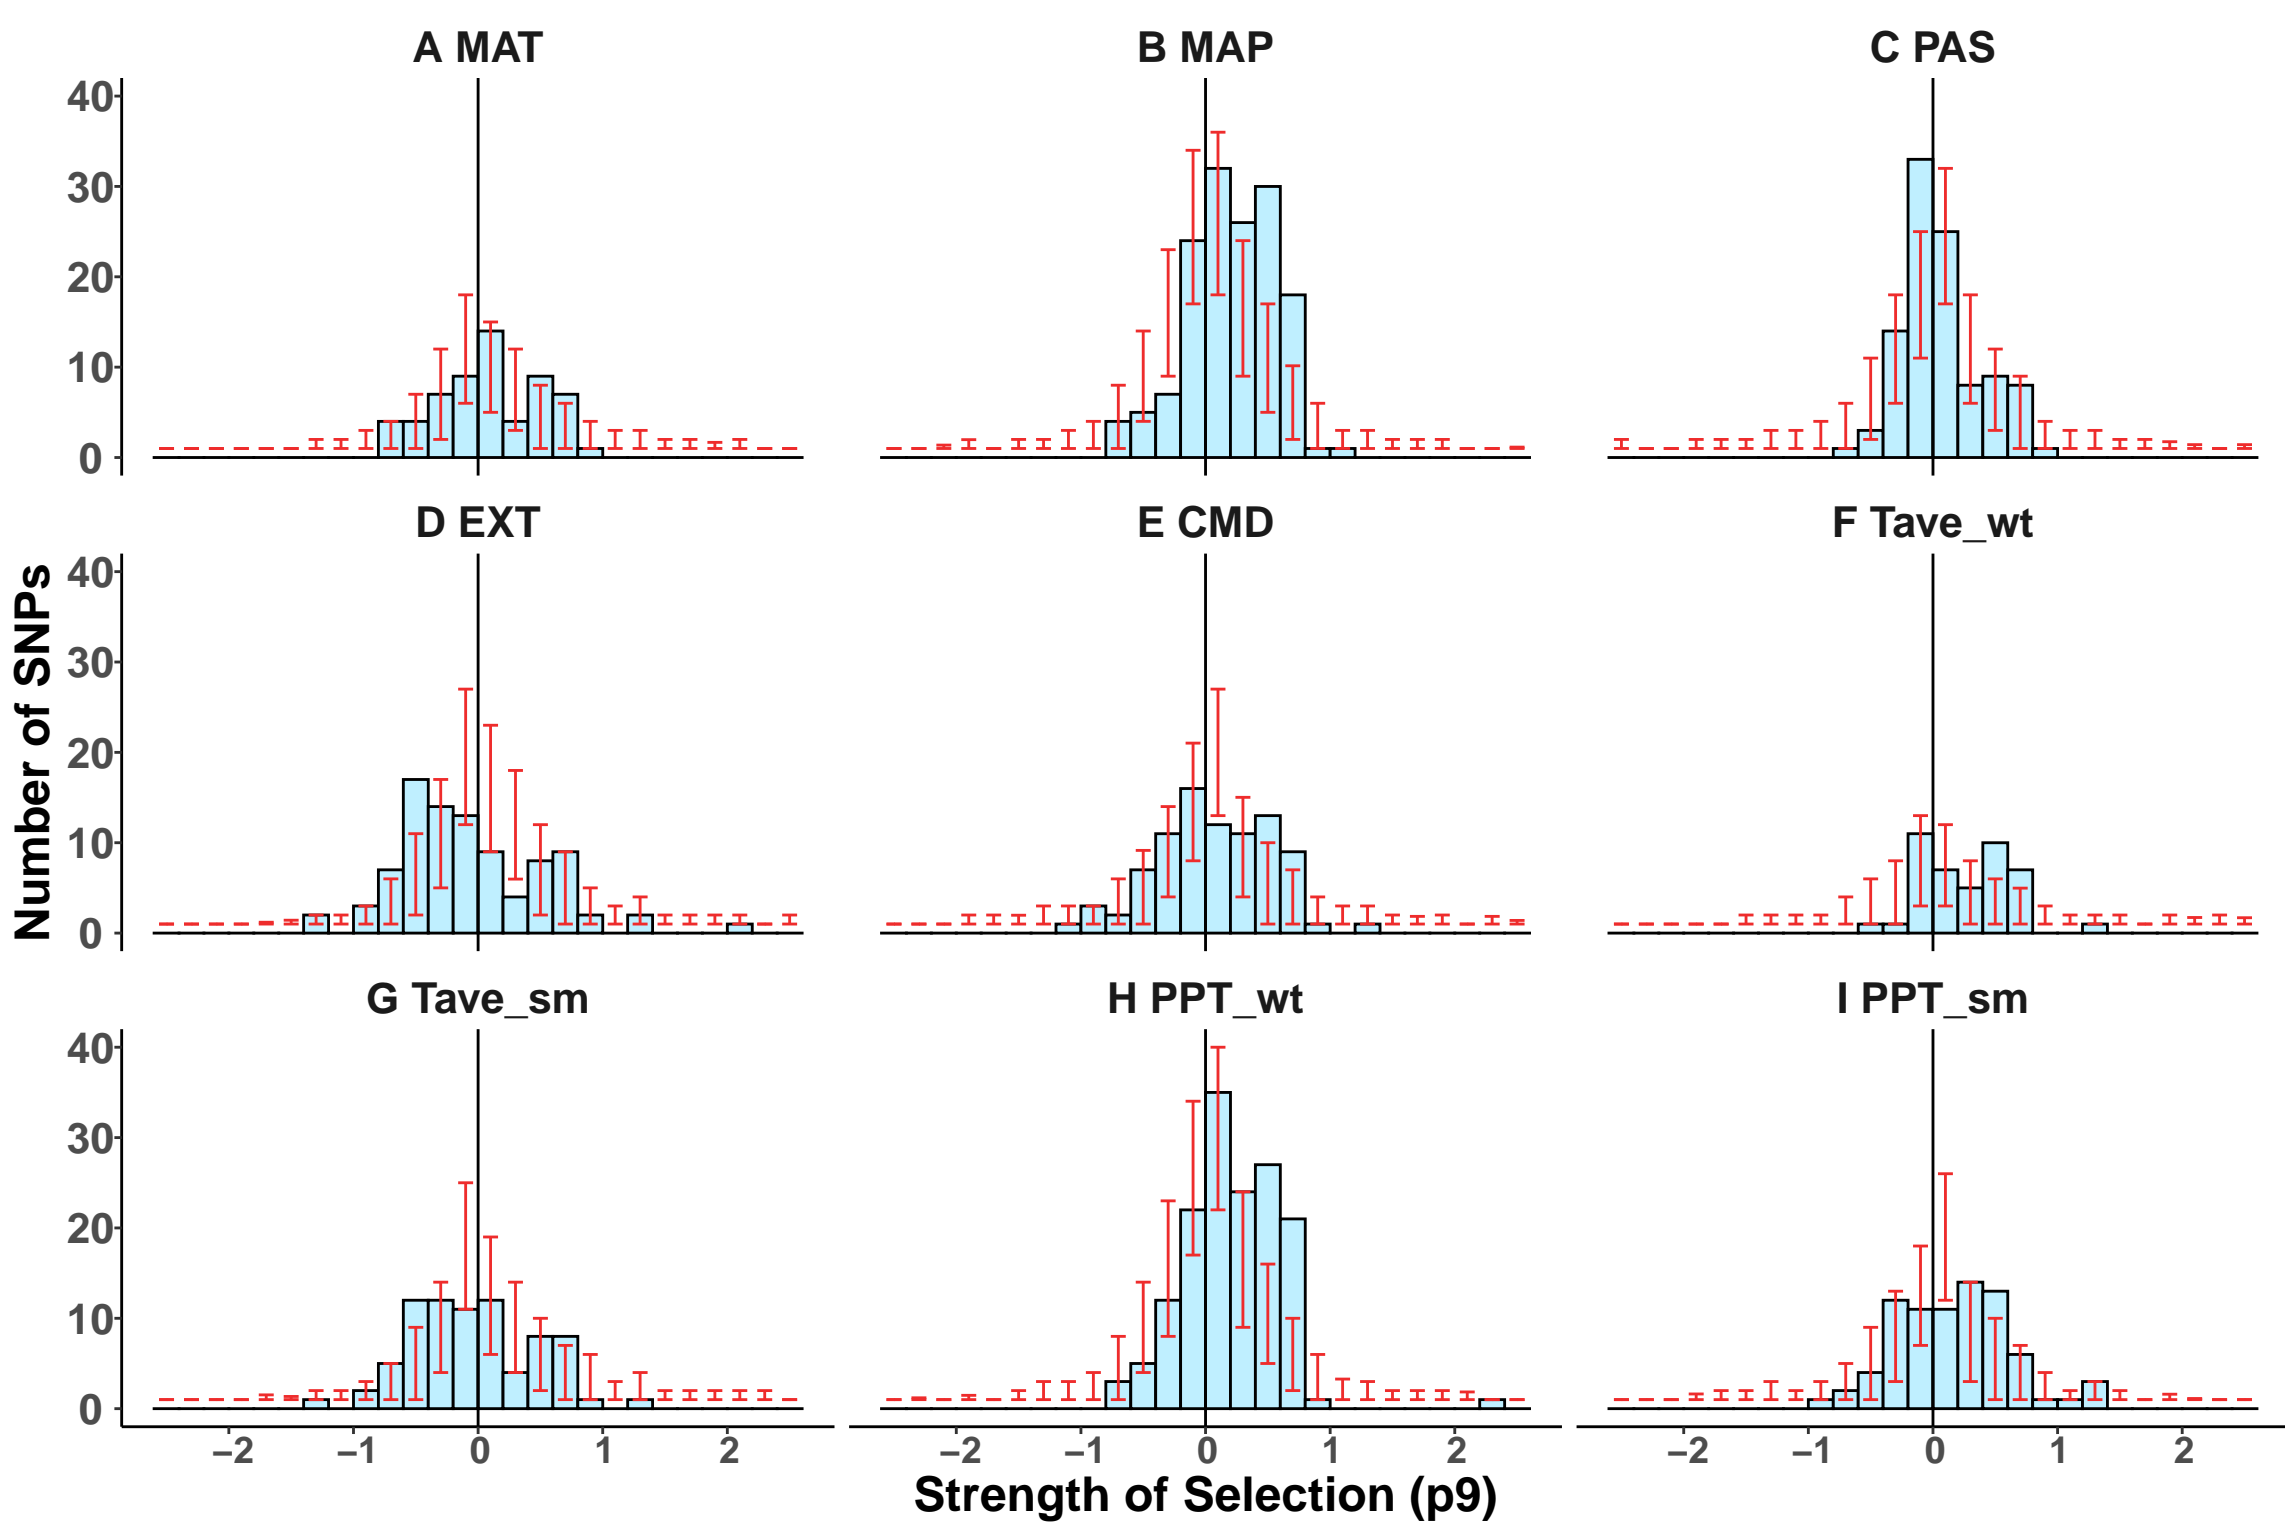 A MAT
B MAP
C PAS
40
30
20
10
0
D EXT
E CMD
F Tave_wt
40
30
20
10
0
Number of SNPs
G Tave_sm
H PPT_wt
I PPT_sm
40
30
20
10
0
−2 −1 0 1 2
−2 −1 0 1 2
−2 −1 0 1 2
Strength of Selection (p9)